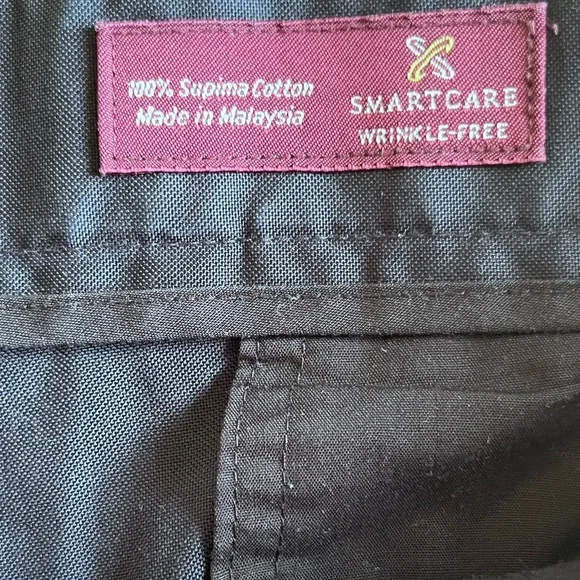 100% Supima Cotton
Made in Malaysia
SMARTCARE
WRINKLE-FREE